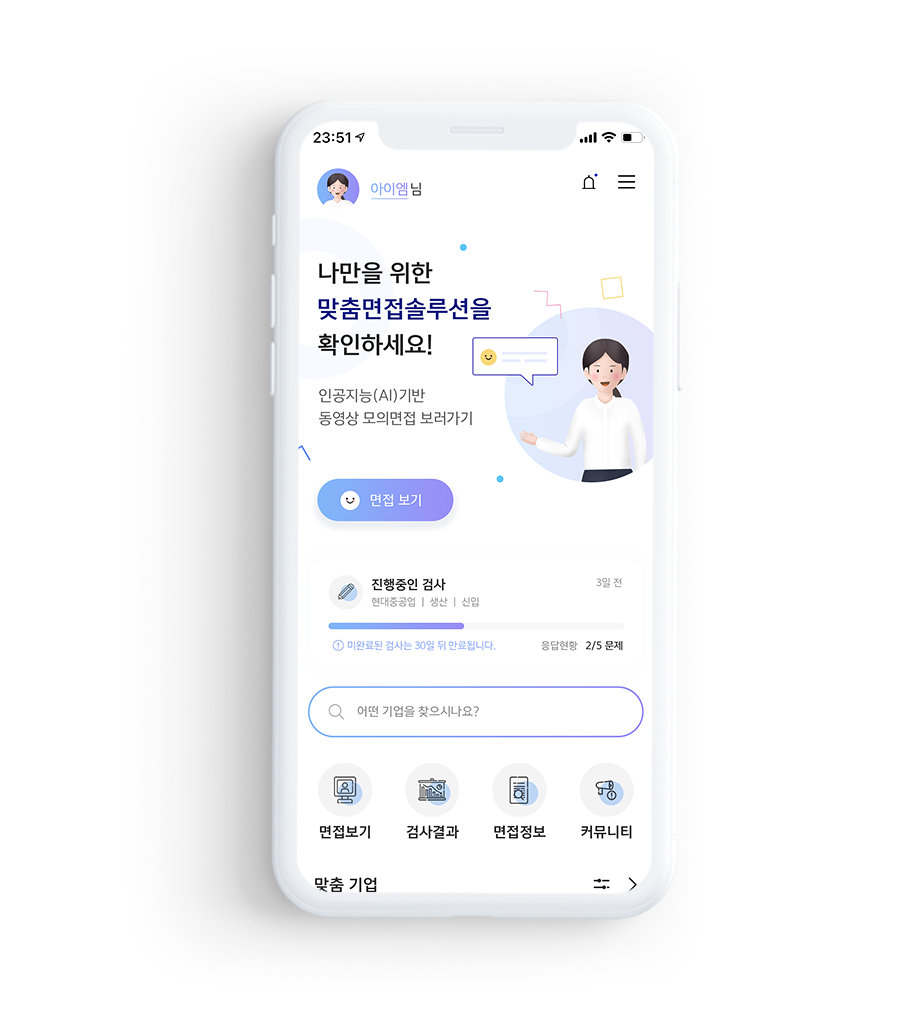 23:51
아이엠님
나만을 위한
맞춤면접솔루션을
확인하세요!
인공지능(AI)기반
동영상 모의면접 보러가기
면접 보기
진행중인 검사
3일 전
현대중공업 | 생산 | 신입
미완료된 검사는 30일 뒤 만료됩니다.
응답현황 2/5 문제
어떤 기업을 찾으시나요?
면접보기 검사결과 면접정보 커뮤니티
맞춤 기업